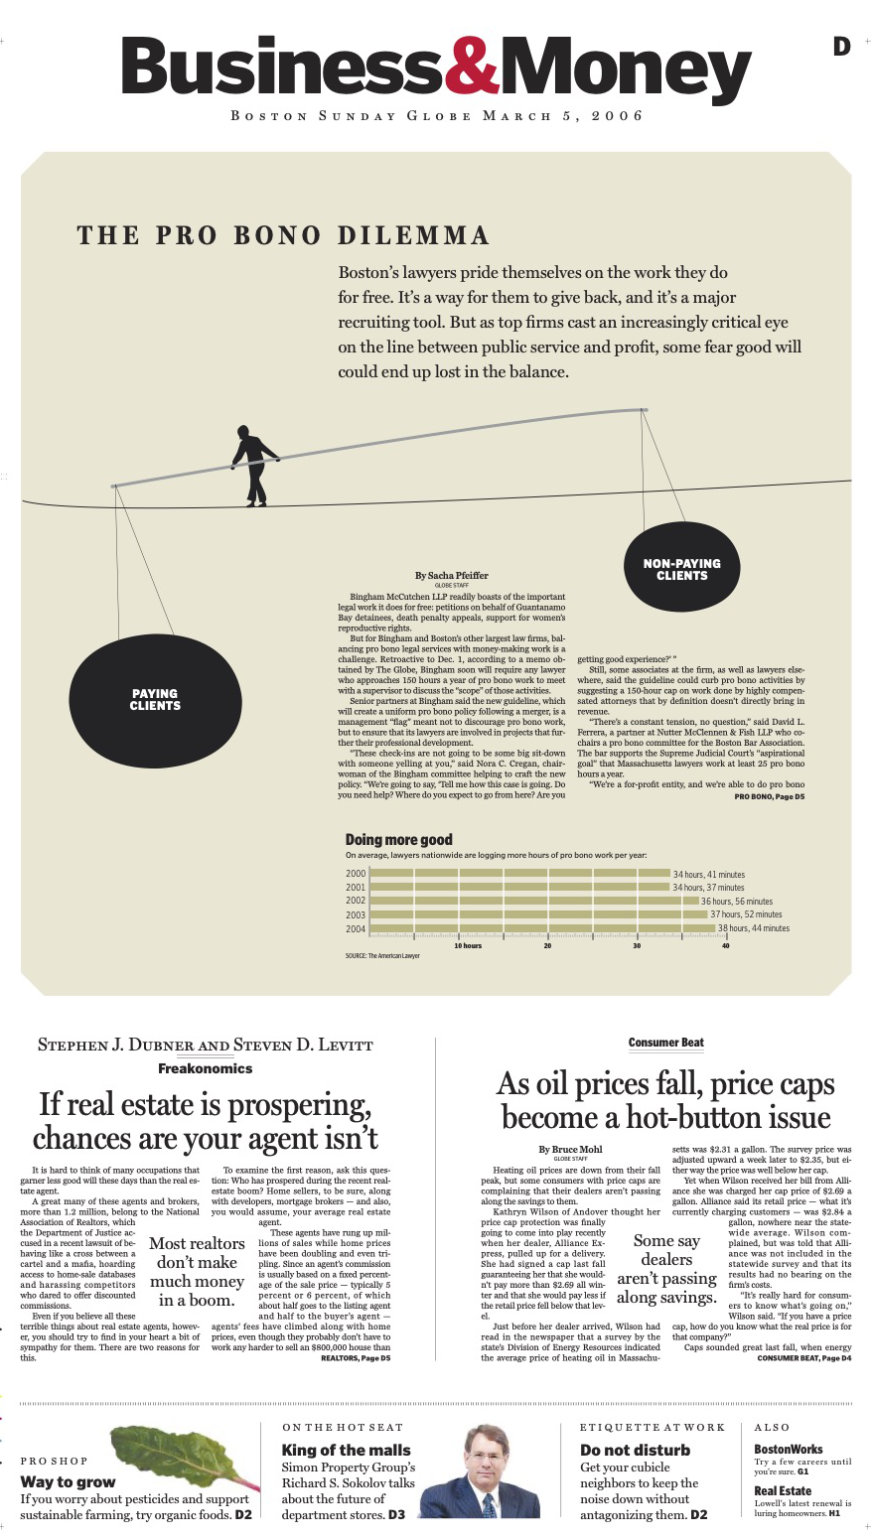 Business&Money
D
BOSTON SUNDAY GLOBE MARCH 5, 2006
THE PRO BONO DILEMMA
Boston's lawyers pride themselves on the work they do
for free. It's a way for them to give back, and it's a major
recruiting tool. But as top firms cast an increasingly critical eye
on the line between public service and profit, some fear good will
could end up lost in the balance.
NON-PAYING
CLIENTS
PAYING
CLIENTS
By Sacha Pfeiffer
GLOBE STAFF
Bingham McCutchen LLP readily boasts of the important
legal work it does for free: petitions on behalf of Guantanamo
Bay detainees, death penalty appeals, support for women's
reproductive rights.
But for Bingham and Boston's other largest law firms, bal-
ancing pro bono legal services with money-making work is a
challenge. Retroactive to Dec. 1, according to a memo ob-
tained by The Globe, Bingham soon will require any lawyer
who approaches 150 hours a year of pro bono work to meet
with a supervisor to discuss the "scope" of those activities.
Senior partners at Bingham said the new guideline, which
will create a uniform pro bono policy following a merger, is a
management "flag" meant not to discourage pro bono work,
but to ensure that its lawyers are involved in projects that fur-
ther their professional development.
"These check-ins are not going to be some big sit-down
with someone yelling at you," said Nora C. Cregan, chair-
woman of the Bingham committee helping to craft the new
policy. "We're going to say, 'Tell me how this case is going. Do
you need help? Where do you expect to go from here? Are you
getting good experience?' "
Still, some associates at the firm, as well as lawyers else-
where, said the guideline could curb pro bono activities by
suggesting a 150-hour cap on work done by highly compen-
sated attorneys that by definition doesn't directly bring in
revenue.
"There's a constant tension, no question," said David L.
Ferrera, a partner at Nutter McClennen & Fish LLP who co-
chairs a pro bono committee for the Boston Bar Association.
The bar supports the Supreme Judicial Court's "aspirational
goal" that Massachusetts lawyers work at least 25 pro bono
hours a year.
"We're a for-profit entity, and we're able to do pro bono
PRO BONO, Page D5
Doing more good
On average, lawyers nationwide are logging more hours of pro bono work per year:
2000 34 hours, 41 minutes
2001 34 hours, 37 minutes
2002 36 hours, 56 minutes
2003 37 hours, 52 minutes
2004 38 hours, 44 minutes
10 hours 20 30 40
SOURCE: The American Lawyer
STEPHEN J. DUBNER AND STEVEN D. LEVITT
Freakonomics
If real estate is prospering,
chances are your agent isn't
It is hard to think of many occupations that
garner less good will these days than the real es-
tate agent.
A great many of these agents and brokers,
more than 1.2 million, belong to the National
Association of Realtors, which
the Department of Justice ac-
cused in a recent lawsuit of be-
having like a cross between a
cartel and a mafia, hoarding
access to home-sale databases
and harassing competitors
who dared to offer discounted
commissions.
Even if you believe all these
terrible things about real estate agents, howev-
er, you should try to find in your heart a bit of
sympathy for them. There are two reasons for
this.
Most realtors
don't make
much money
in a boom.
To examine the first reason, ask this ques-
tion: Who has prospered during the recent real-
estate boom? Home sellers, to be sure, along
with developers, mortgage brokers — and also,
you would assume, your average real estate
agent.
These agents have rung up mil-
lions of sales while home prices
have been doubling and even tri-
pling. Since an agent's commission
is usually based on a fixed percent-
age of the sale price — typically 5
percent or 6 percent, of which
about half goes to the listing agent
and half to the buyer's agent —
agents' fees have climbed along with home
prices, even though they probably don't have to
work any harder to sell an $800,000 house than
REALTORS, Page D5
Consumer Beat
As oil prices fall, price caps
become a hot-button issue
By Bruce Mohl
GLOBE STAFF
Heating oil prices are down from their fall
peak, but some consumers with price caps are
complaining that their dealers aren't passing
along the savings to them.
Kathryn Wilson of Andover thought her
price cap protection was finally
going to come into play recently
when her dealer, Alliance Ex-
press, pulled up for a delivery.
She had signed a cap last fall
guaranteeing her that she would-
n't pay more than $2.69 all win-
ter and that she would pay less if
the retail price fell below that lev-
el.
Just before her dealer arrived, Wilson had
read in the newspaper that a survey by the
state's Division of Energy Resources indicated
the average price of heating oil in Massachu-
Some say
dealers
aren't passing
along savings.
setts was $2.31 a gallon. The survey price was
adjusted upward a week later to $2.35, but ei-
ther way the price was well below her cap.
Yet when Wilson received her bill from Alli-
ance she was charged her cap price of $2.69 a
gallon. Alliance said its retail price — what it's
currently charging customers — was $2.84 a
gallon, nowhere near the state-
wide average. Wilson com-
plained, but was told that Alli-
ance was not included in the
statewide survey and that its
results had no bearing on the
firm's costs.
"It's really hard for consum-
ers to know what's going on,"
Wilson said. "If you have a price
cap, how do you know what the real price is for
that company?"
Caps sounded great last fall, when energy
CONSUMER BEAT, Page D4
PRO SHOP
Way to grow
If you worry about pesticides and support
sustainable farming, try organic foods. D2
ON THE HOT SEAT
King of the malls
Simon Property Group's
Richard S. Sokolov talks
about the future of
department stores. D3
ETIQUETTE AT WORK
Do not disturb
Get your cubicle
neighbors to keep the
noise down without
antagonizing them. D2
ALSO
BostonWorks
Try a few careers until
you're sure. G1
Real Estate
Lowell's latest renewal is
luring homeowners. H1